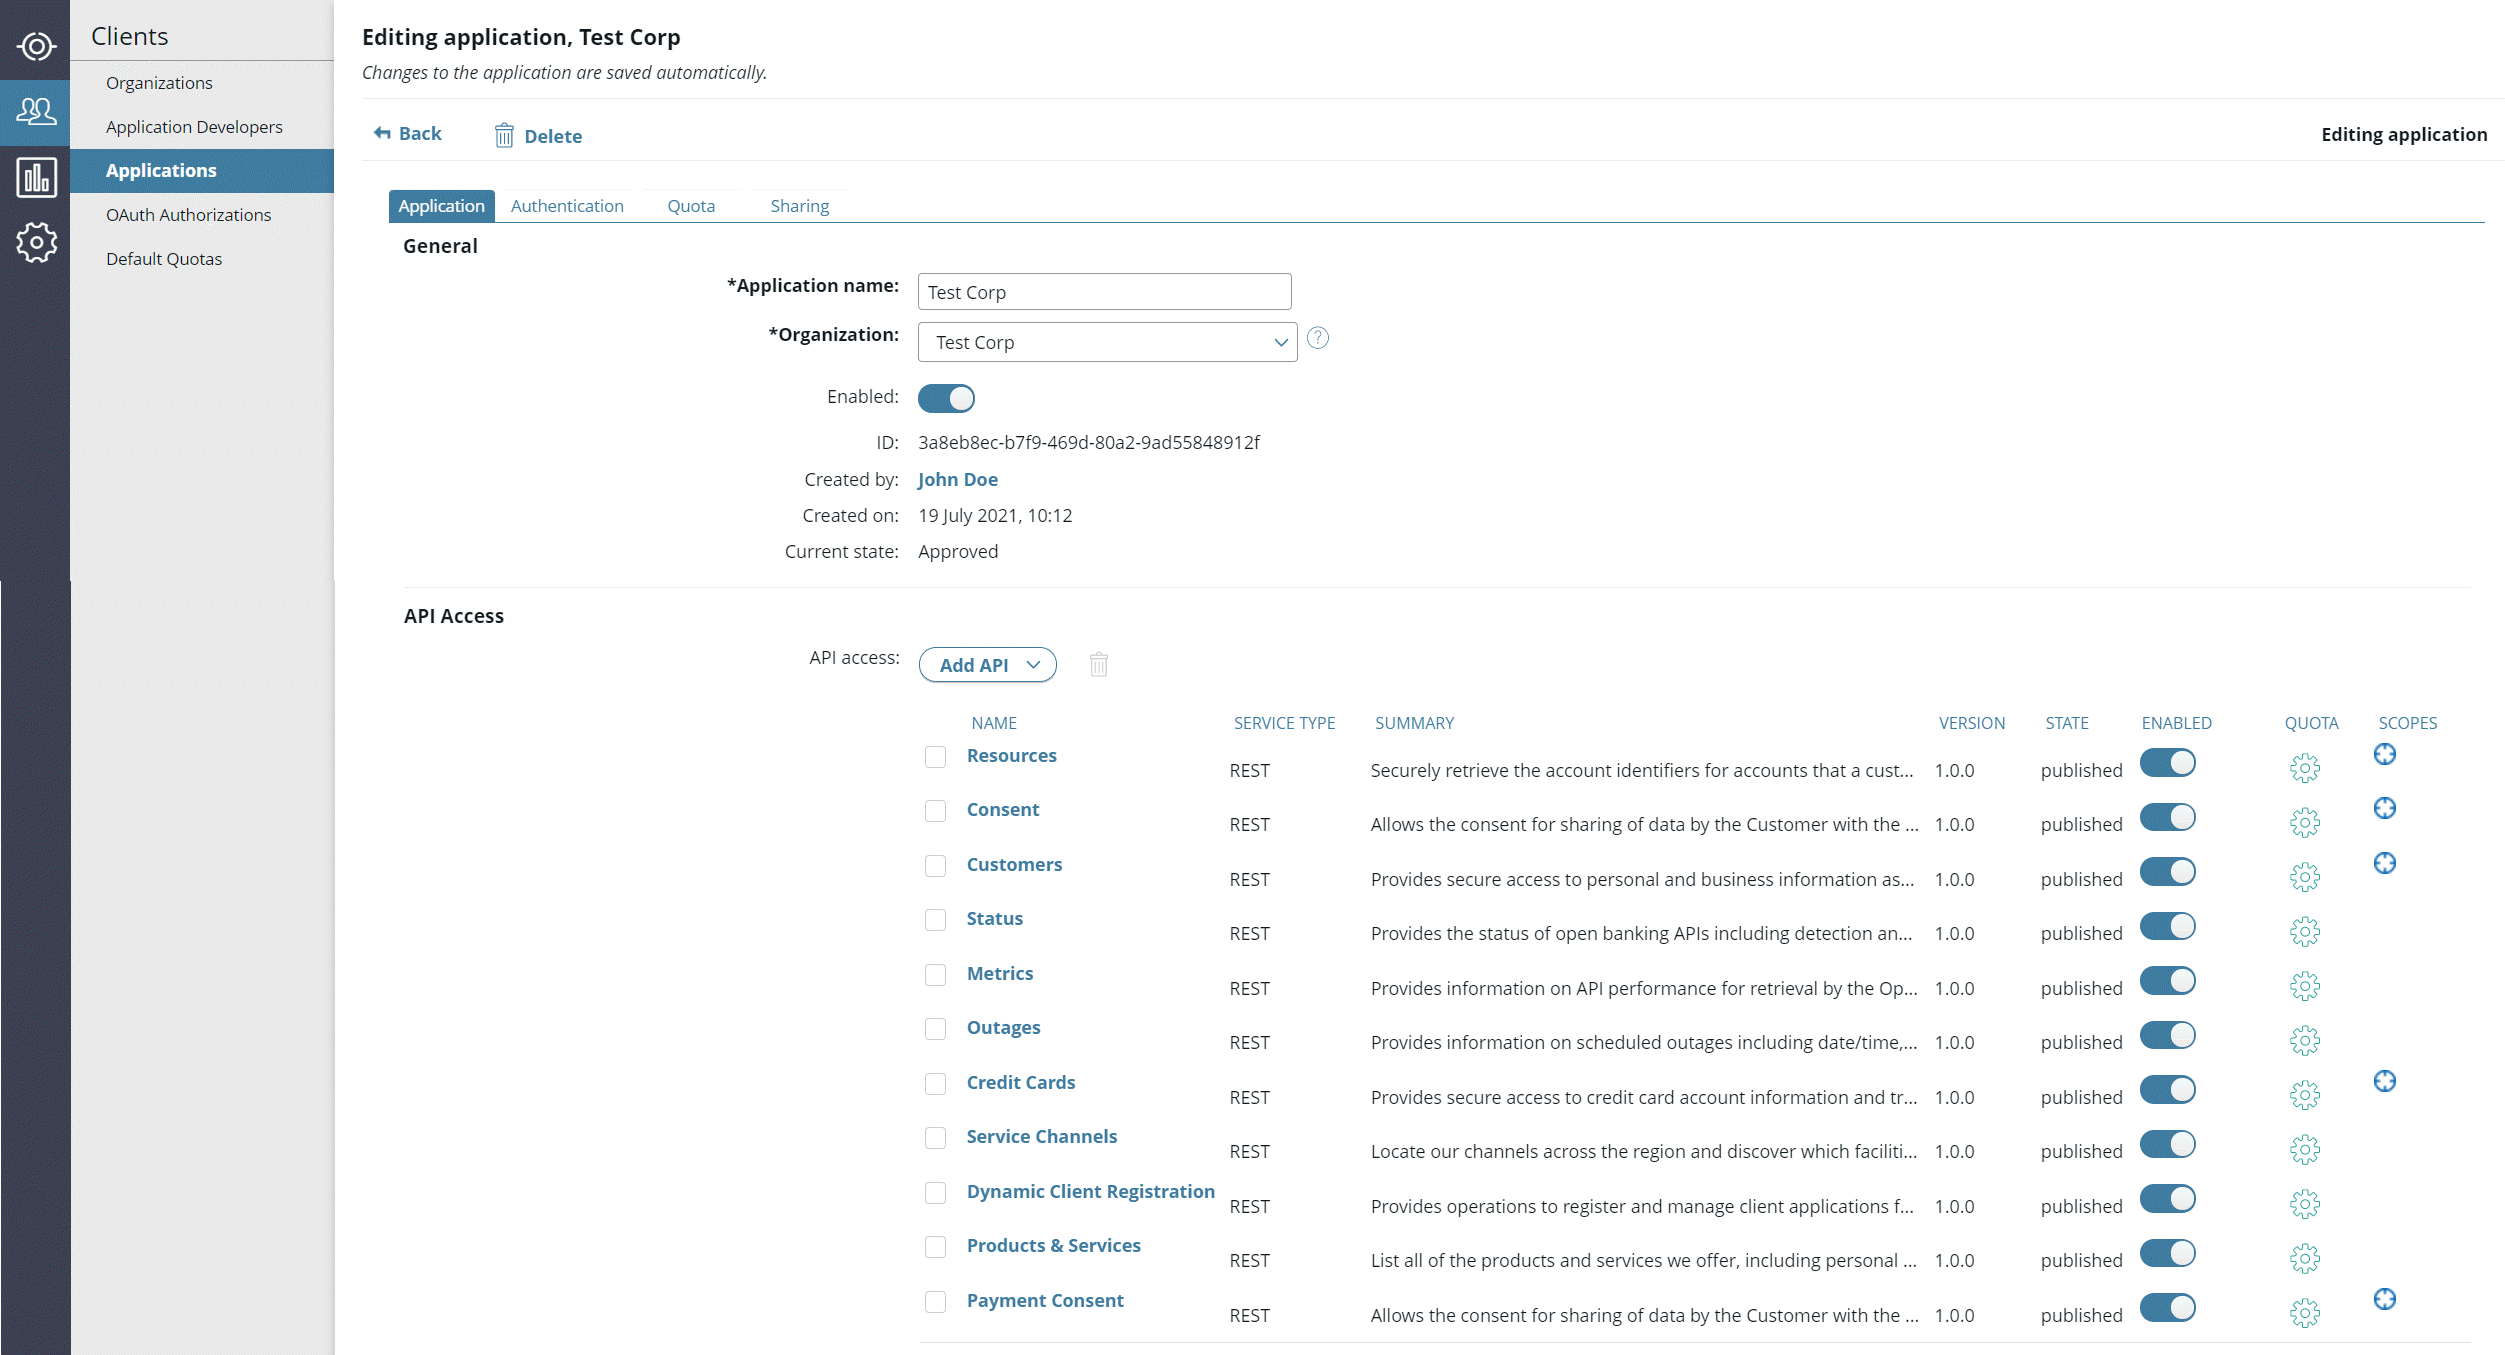 Clients
Organizations
Application Developers
Applications
OAuth Authorizations
Default Quotas
Editing application, Test Corp
Changes to the application are saved automatically.
Back Delete Editing application
Application Authentication Quota Sharing
General
*Application name: Test Corp
*Organization: Test Corp ?
Enabled:
ID: 3a8eb8ec-b7f9-469d-80a2-9ad55848912f
Created by: John Doe
Created on: 19 July 2021, 10:12
Current state: Approved
API Access
API access: Add API
NAME SERVICE TYPE SUMMARY VERSION STATE ENABLED QUOTA SCOPES
Resources REST Securely retrieve the account identifiers for accounts that a cust... 1.0.0 published
Consent REST Allows the consent for sharing of data by the Customer with the ... 1.0.0 published
Customers REST Provides secure access to personal and business information as... 1.0.0 published
Status REST Provides the status of open banking APIs including detection an... 1.0.0 published
Metrics REST Provides information on API performance for retrieval by the Op... 1.0.0 published
Outages REST Provides information on scheduled outages including date/time,... 1.0.0 published
Credit Cards REST Provides secure access to credit card account information and tr... 1.0.0 published
Service Channels REST Locate our channels across the region and discover which faciliti... 1.0.0 published
Dynamic Client Registration REST Provides operations to register and manage client applications f... 1.0.0 published
Products & Services REST List all of the products and services we offer, including personal ... 1.0.0 published
Payment Consent REST Allows the consent for sharing of data by the Customer with the ... 1.0.0 published